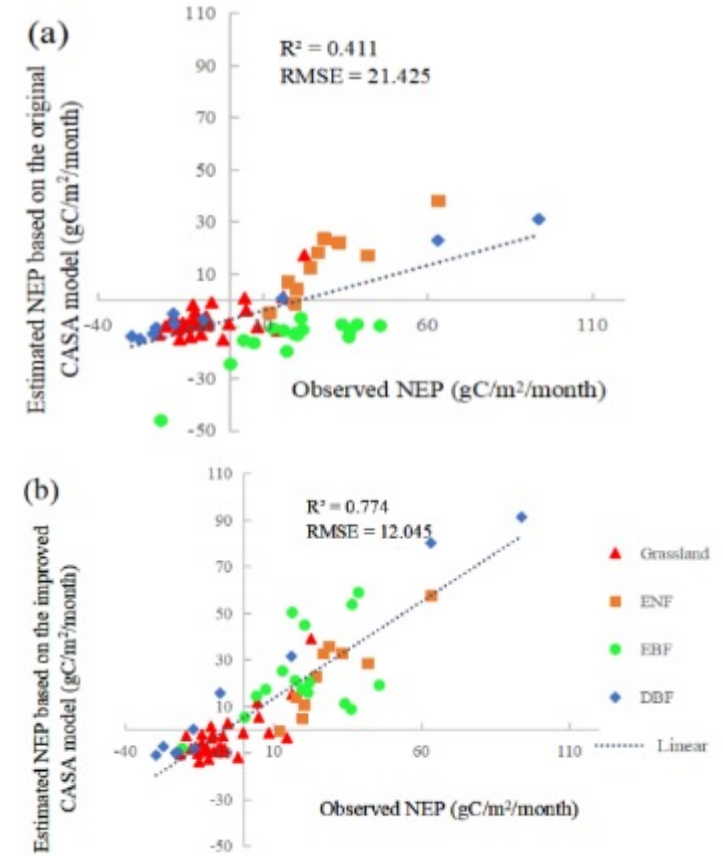 (a)
Estimated NEP based on the original
CASA model (gC/m²/month)
110
90
70
50
30
10
-30
-50
-40
60
110
R² = 0.411
RMSE = 21.425
Observed NEP (gC/m²/month)
(b)
Estimated NEP based on the improved
CASA model (gC/m²/month)
110
90
70
50
30
10
-10
-30
-50
-40
10
60
110
R² = 0.774
RMSE = 12.045
Observed NEP (gC/m²/month)
Grassland
ENF
EBF
DBF
Linear